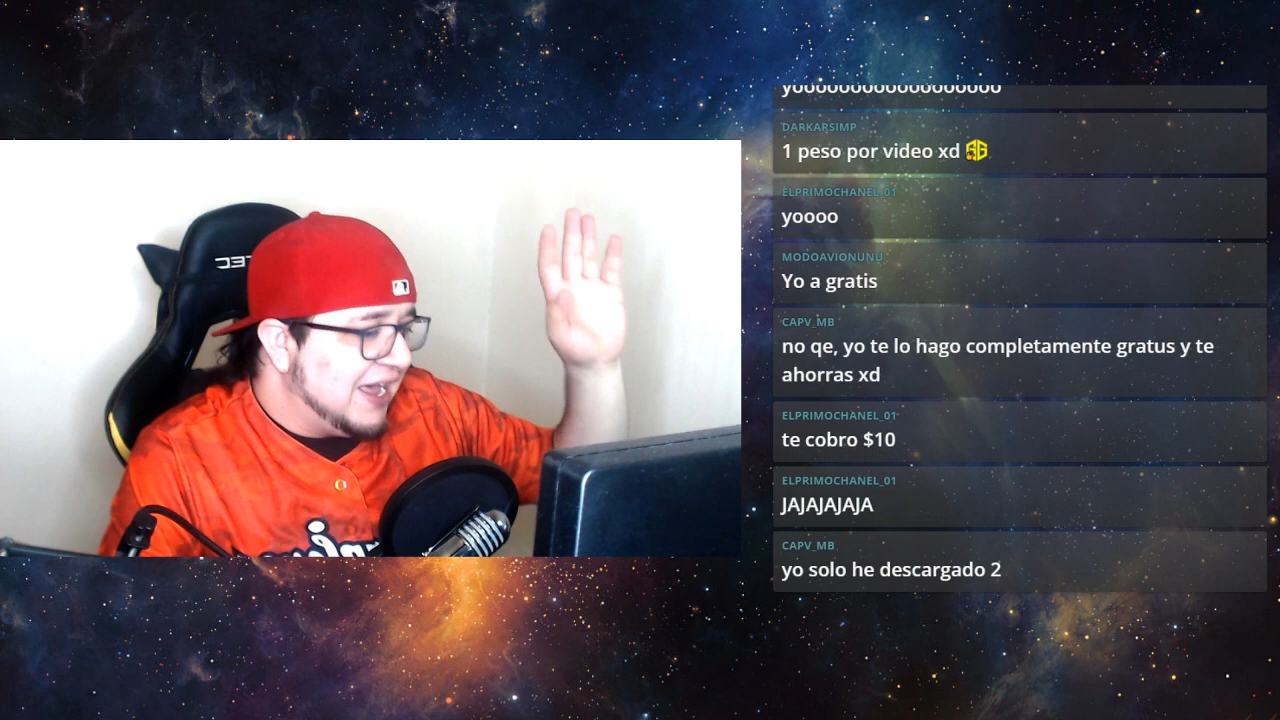 yoooooooooooooooooo
DARKARSIMP
1 peso por video xd
ELPRIMOCHANEL_01
yoooo
MODOAVIONUNU
Yo a gratis
CAPV_MB
no qe, yo te lo hago completamente gratus y te
ahorras xd
ELPRIMOCHANEL_01
te cobro $10
ELPRIMOCHANEL_01
JAJAJAJAJA
CAPV_MB
yo solo he descargado 2